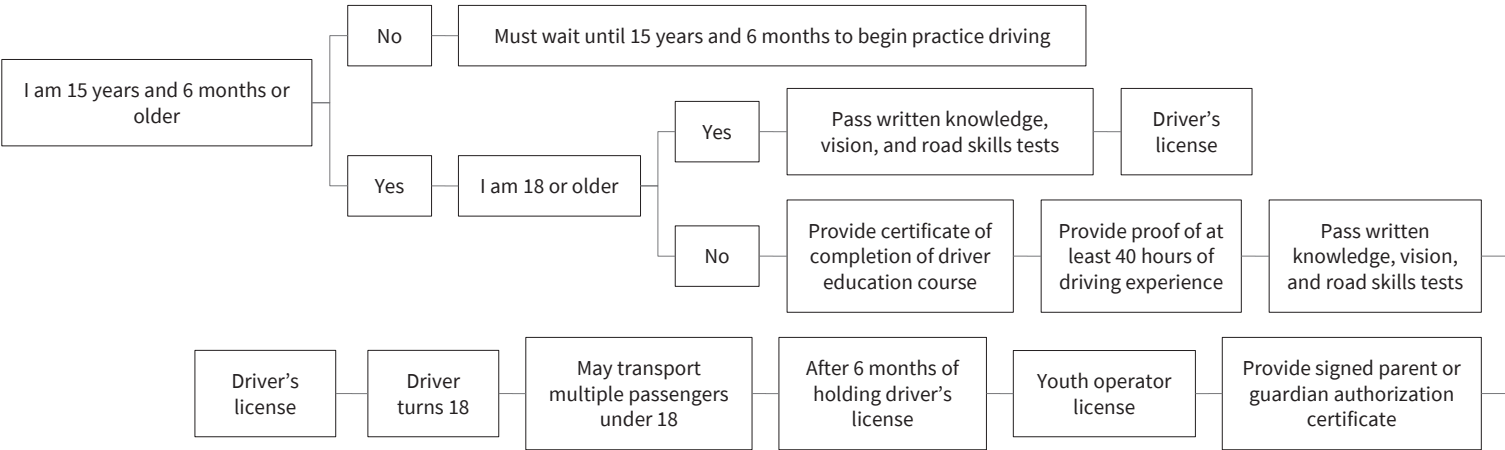 No
Must wait until 15 years and 6 months to begin practice driving
I am 15 years and 6 months or
older
Yes
I am 18 or older
Yes
Pass written knowledge,
vision, and road skills tests
Driver’s
license
No
Provide certificate of
completion of driver
education course
Provide proof of at
least 40 hours of
driving experience
Pass written
knowledge, vision,
and road skills tests
Provide signed parent or
guardian authorization
certificate
Youth operator
license
After 6 months of
holding driver’s
license
May transport
multiple passengers
under 18
Driver
turns 18
Driver’s
license